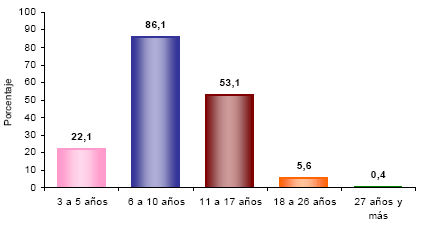 100
90
80
70
60
50
40
30
20
10
0
Porcentaje
22,1
86,1
53,1
5,6
0,4
3 a 5 años
6 a 10 años
11 a 17 años
18 a 26 años
27 años y
más